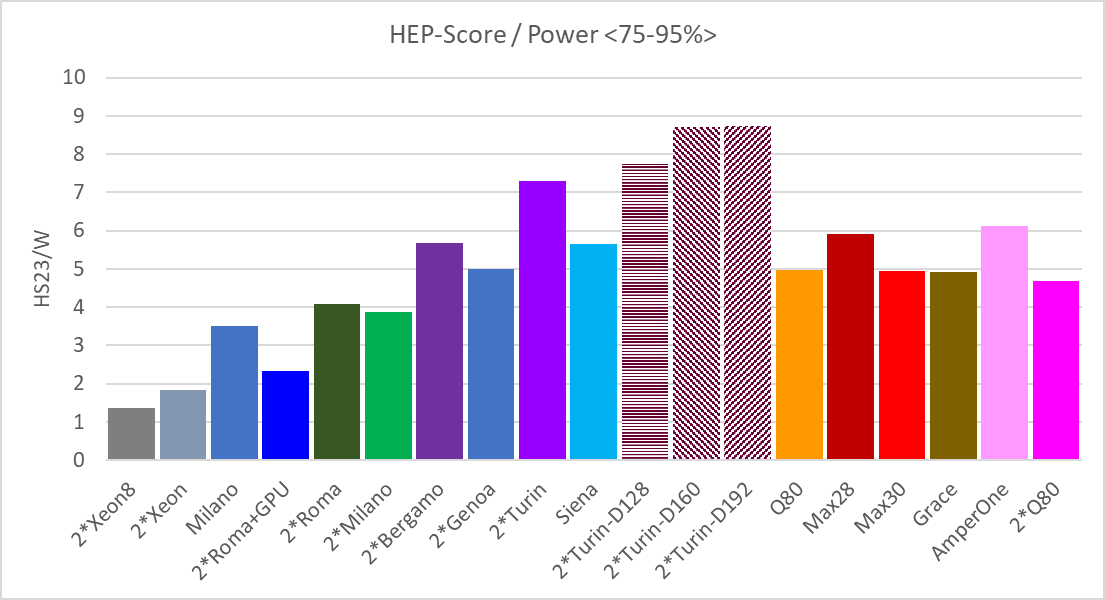 HEP-Score / Power <75-95%>
10
9
8
7
6
5
4
3
2
1
0
HS23/W
2*Xeon8
2*Xeon
Milano
2*Roma+GPU
2*Roma
2*Milano
2*Bergamo
2*Genoa
2*Turin
Siena
2*Turin-D128
2*Turin-D160
2*Turin-D192
Q80
Max28
Max30
Grace
AmperOne
2*Q80